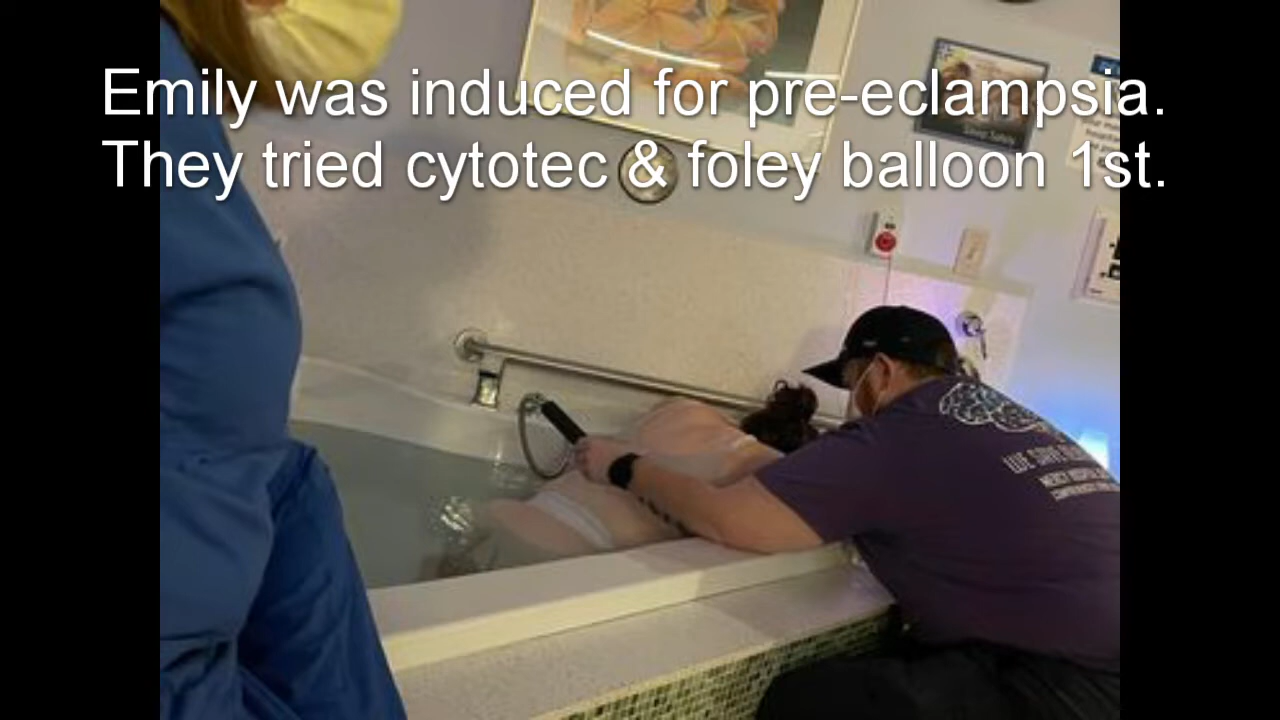 Emily was induced for pre-eclampsia.
They tried cytotec & foley balloon 1st.